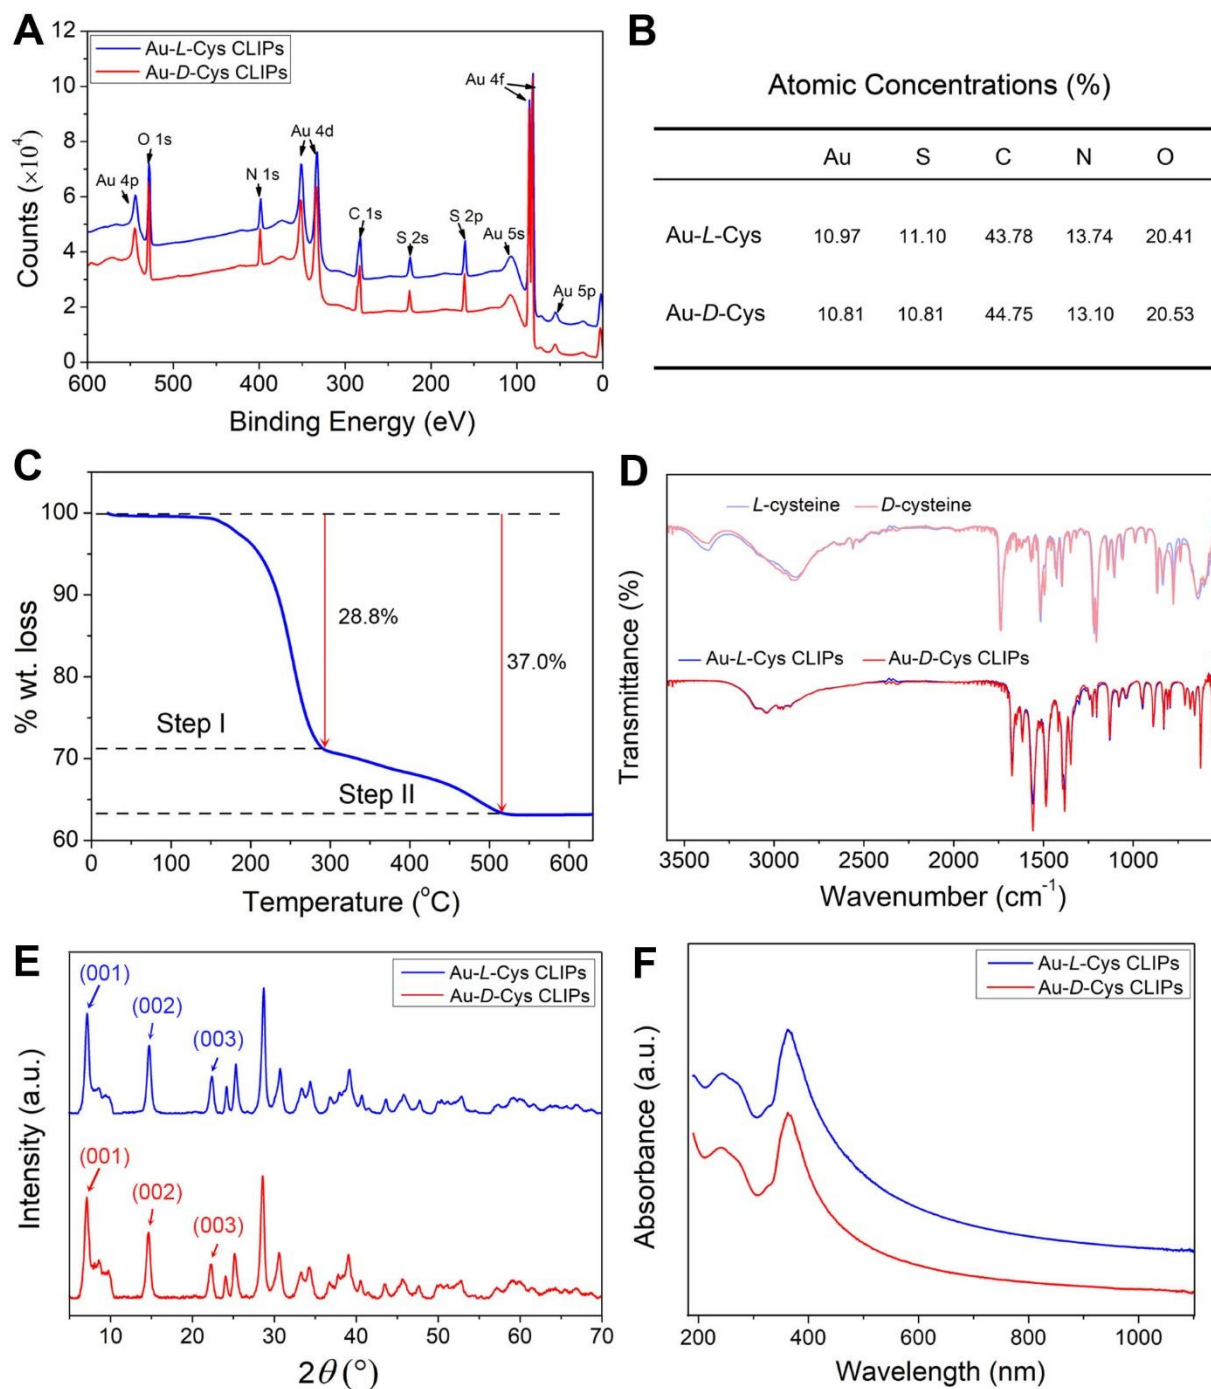 A
Au-L-Cys CLIPs
Au-D-Cys CLIPs
Counts (×10⁴)
12
10
8
6
4
2
0
Au 4p
O 1s
N 1s
Au 4d
C 1s
S 2s
S 2p
Au 5s
Au 4f
Au 5p
600 500 400 300 200 100 0
Binding Energy (eV)
B
Atomic Concentrations (%)
Au S C N O
Au-L-Cys 10.97 11.10 43.78 13.74 20.41
Au-D-Cys 10.81 10.81 44.75 13.10 20.53
C
% wt. loss
100
90
80
70
60
28.8%
37.0%
Step I
Step II
0 100 200 300 400 500 600
Temperature (°C)
D
L-cysteine D-cysteine
Au-L-Cys CLIPs Au-D-Cys CLIPs
Transmittance (%)
3500 3000 2500 2000 1500 1000
Wavenumber (cm⁻¹)
E
Au-L-Cys CLIPs
Au-D-Cys CLIPs
(001)
(002)
(003)
(001)
(002)
(003)
Intensity (a.u.)
10 20 30 40 50 60 70
2θ (°)
F
Au-L-Cys CLIPs
Au-D-Cys CLIPs
Absorbance (a.u.)
200 400 600 800 1000
Wavelength (nm)